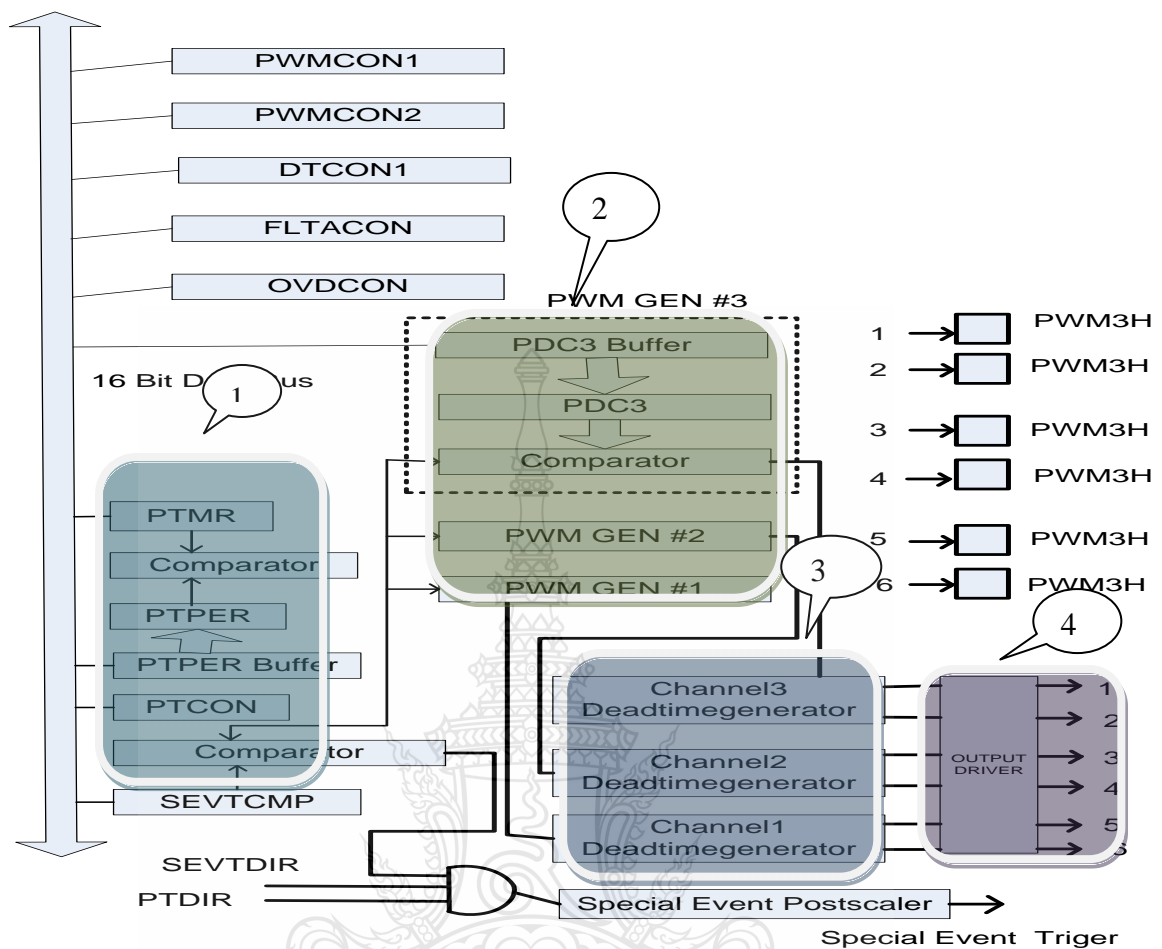 PWMCON1
PWMCON2
DTCON1
FLTACON
OVDCON
2
PWM GEN #3
PDC3 Buffer
PDC3
Comparator
PWM GEN #2
PWM GEN #1
16 Bit D us
1
PTMR
Comparator
PTPER
PTPER Buffer
PTCON
Comparator
SEVTCMP
1 PWM3H
2 PWM3H
3 PWM3H
4 PWM3H
5 PWM3H
6 PWM3H
3
4
Channel3
Deadtimegenerator
Channel2
Deadtimegenerator
Channel1
Deadtimegenerator
OUTPUT
DRIVER
1
2
3
4
5
6
SEVTDIR
PTDIR
Special Event Postscaler
Special Event Triger